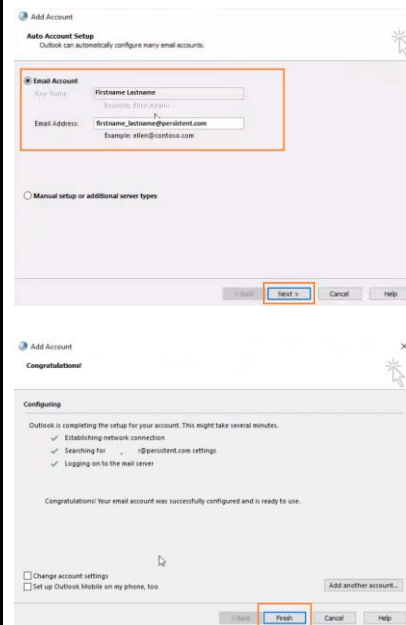 Add Account
Auto Account Setup
Outlook can automatically configure many email accounts.
Email Account
Your Name: Firstname Lastname
Example: Ellen Adams
Email Address: firstname_lastname@persistent.com
Example: ellen@contoso.com
Manual setup or additional server types
< Back Next > Cancel Help
Add Account
Congratulations!
Configuring
Outlook is completing the setup for your account. This might take several minutes.
Establishing network connection
Searching for @persistent.com settings
Logging on to the mail server
Congratulations! Your email account was successfully configured and is ready to use.
Change account settings
Set up Outlook Mobile on my phone, too
Add another account...
< Back Finish Cancel Help